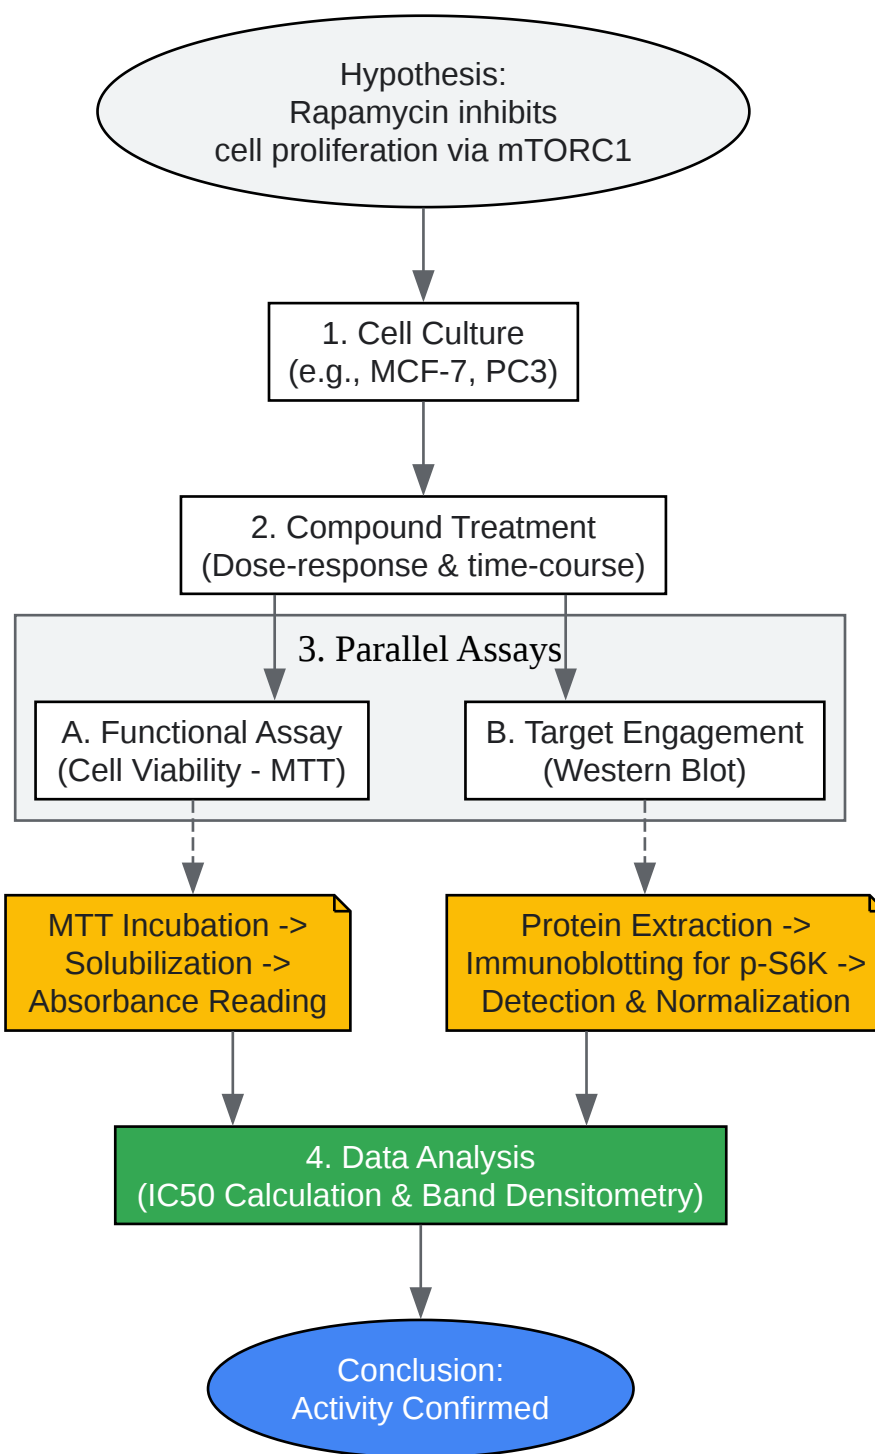 Hypothesis:
Rapamycin inhibits
cell proliferation via mTORC1
1. Cell Culture
(e.g., MCF-7, PC3)
2. Compound Treatment
(Dose-response & time-course)
3. Parallel Assays
A. Functional Assay
(Cell Viability - MTT)
B. Target Engagement
(Western Blot)
MTT Incubation ->
Solubilization ->
Absorbance Reading
Protein Extraction ->
Immunoblotting for p-S6K ->
Detection & Normalization
4. Data Analysis
(IC50 Calculation & Band Densitometry)
Conclusion:
Activity Confirmed